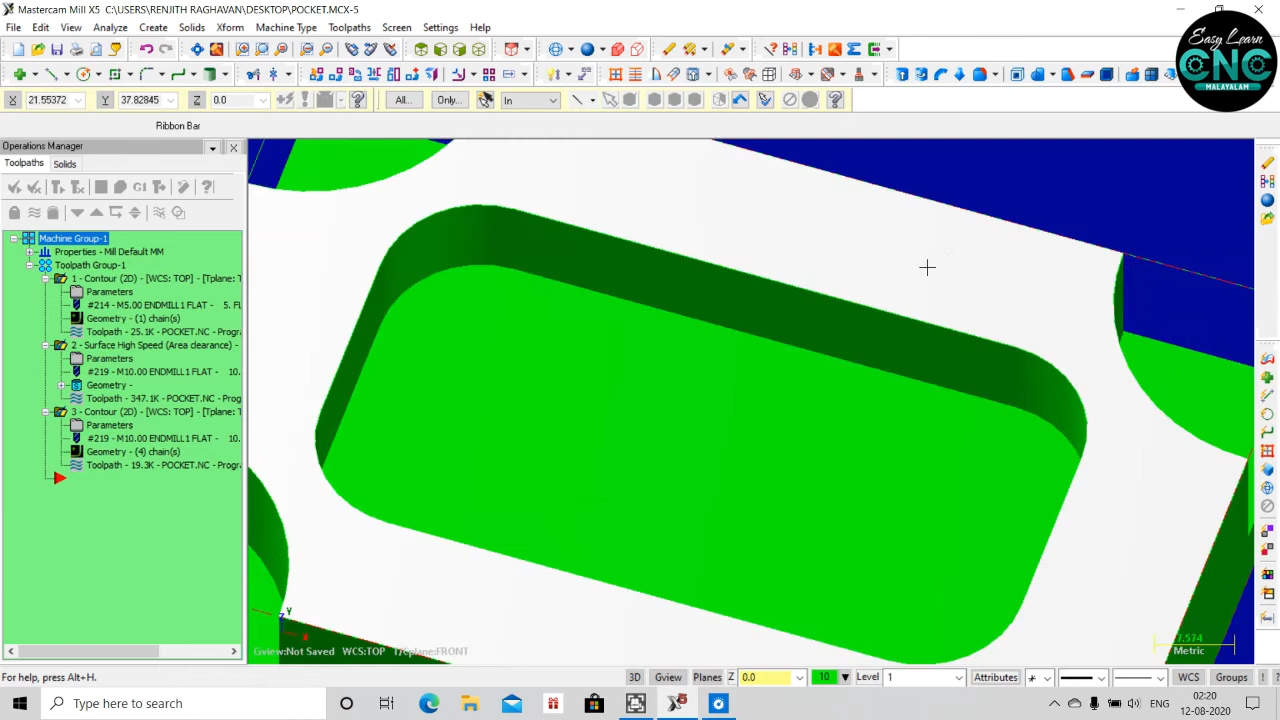 Mastercam Mill X5  C:\USERS\RENJITH RAGHAVAN\DESKTOP\POCKET.MCX-5
File Edit View Analyze Create Solids Xform Machine Type Toolpaths Screen Settings Help
X 21.55372 Y 37.82845 Z 0.0 All... Only... In
Ribbon Bar
Easy Learn
CNC
MALAYALAM
Operations Manager
Toolpaths Solids
G1
Machine Group-1
Properties - Mill Default MM
Toolpath Group-1
1 - Contour (2D) - [WCS: TOP] - [Tplane: T
Parameters
#214 - M5.00 ENDMILL1 FLAT - 5. FL
Geometry - (1) chain(s)
Toolpath - 25.1K - POCKET.NC - Progra
2 - Surface High Speed (Area clearance) -
Parameters
#219 - M10.00 ENDMILL1 FLAT - 10.
Geometry -
Toolpath - 347.1K - POCKET.NC - Progra
3 - Contour (2D) - [WCS: TOP] - [Tplane: T
Parameters
#219 - M10.00 ENDMILL1 FLAT - 10.
Geometry - (4) chain(s)
Toolpath - 19.3K - POCKET.NC - Progra
Y
Z
X
7.574
Metric
Gview:Not Saved WCS:TOP T/Cplane:FRONT
For help, press Alt+H. 3D Gview Planes Z 0.0 10 Level 1 Attributes WCS Groups ! ?
Type here to search
ENG
02:20
12-08-2020